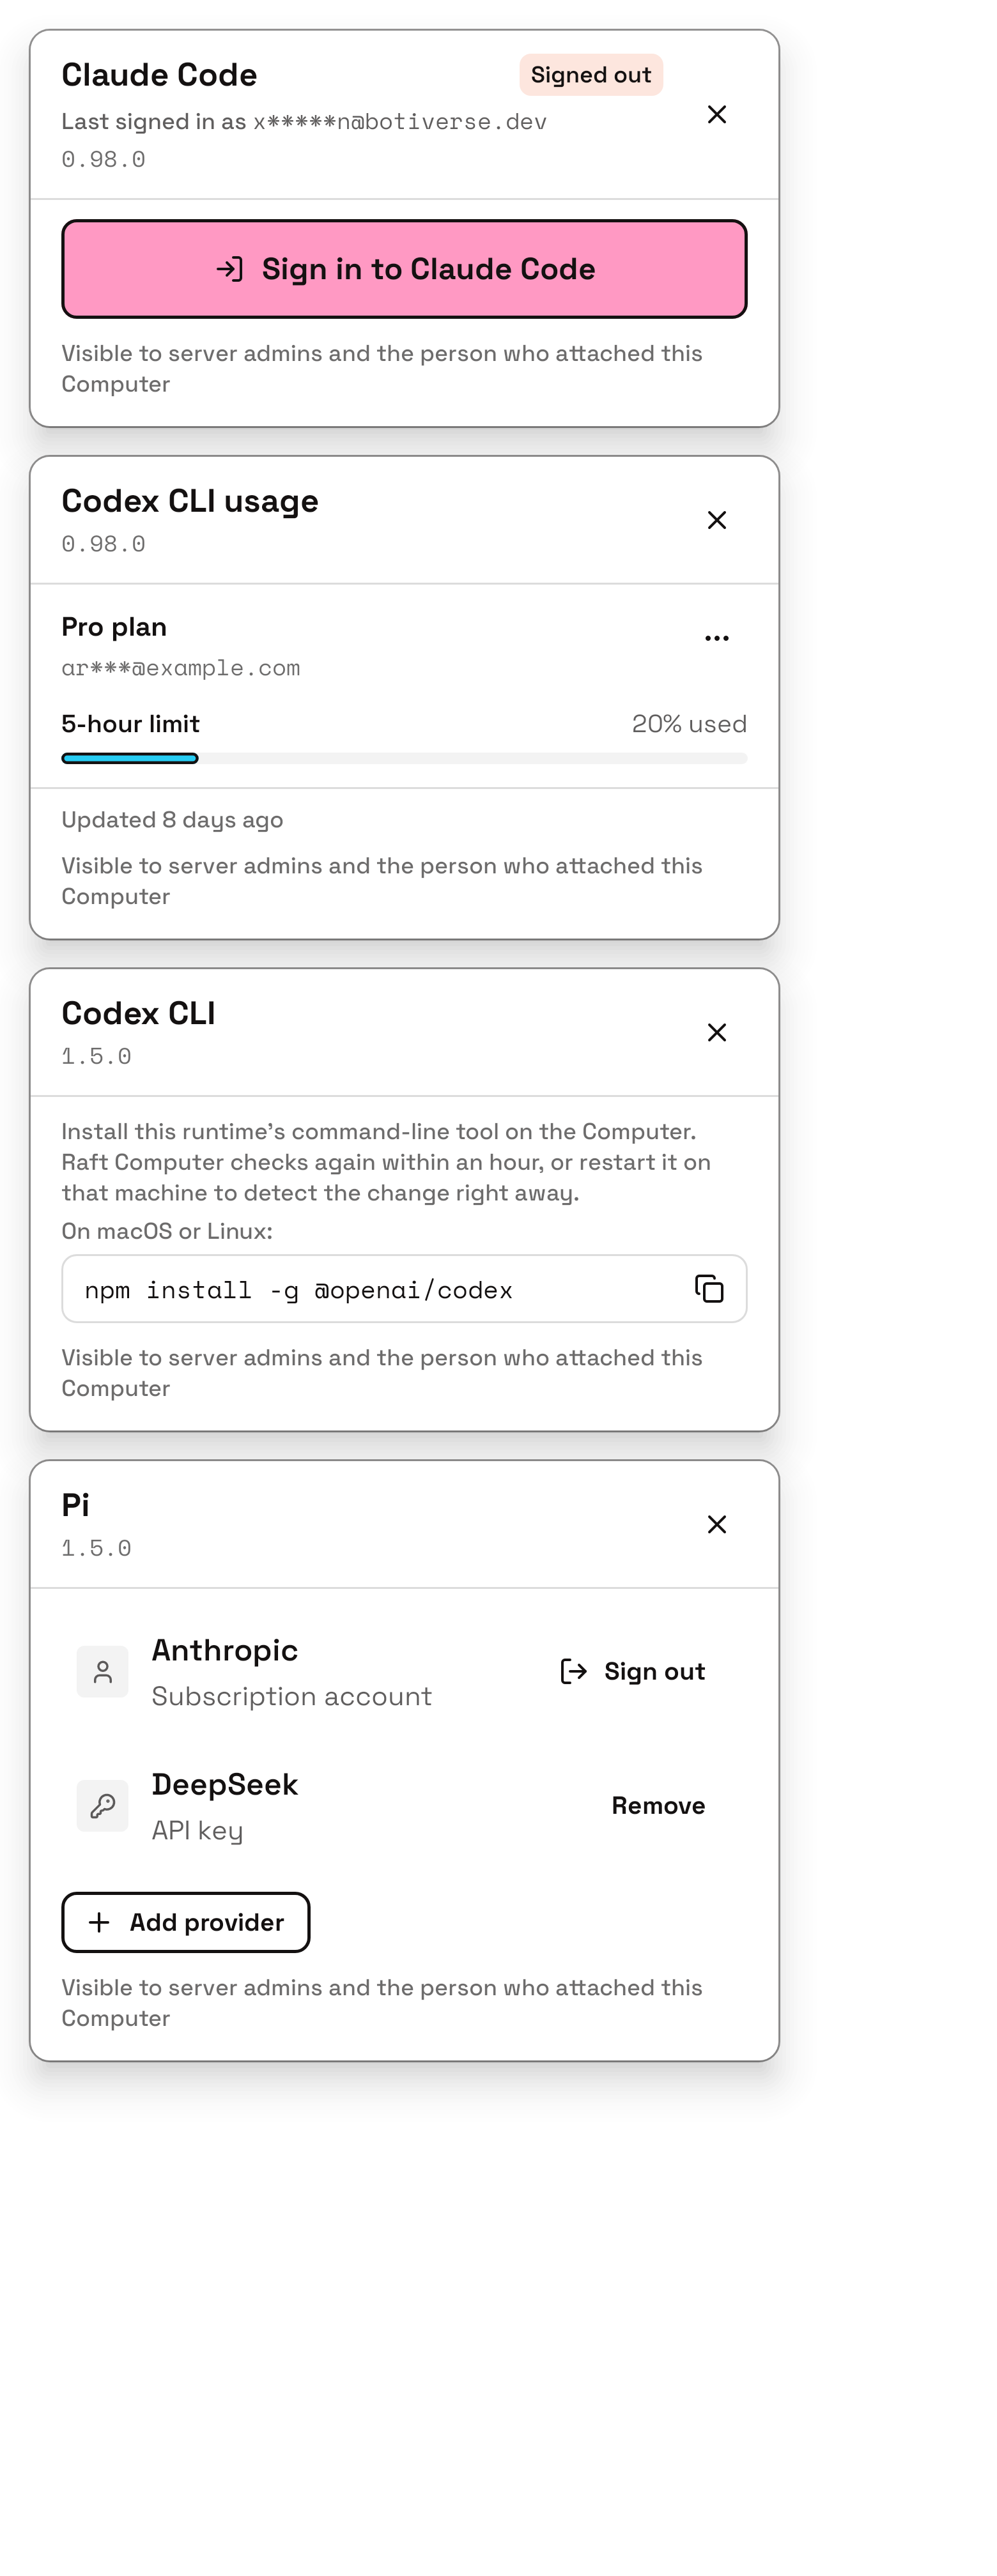 Claude Code
Signed out
Last signed in as x*****n@botiverse.dev
0.98.0
Sign in to Claude Code
Visible to server admins and the person who attached this
Computer
Codex CLI usage
0.98.0
Pro plan
ar***@example.com
5-hour limit
20% used
Updated 8 days ago
Visible to server admins and the person who attached this
Computer
Codex CLI
1.5.0
Install this runtime’s command-line tool on the Computer.
Raft Computer checks again within an hour, or restart it on
that machine to detect the change right away.
On macOS or Linux:
npm install -g @openai/codex
Visible to server admins and the person who attached this
Computer
Pi
1.5.0
Anthropic
Subscription account
Sign out
DeepSeek
API key
Remove
Add provider
Visible to server admins and the person who attached this
Computer